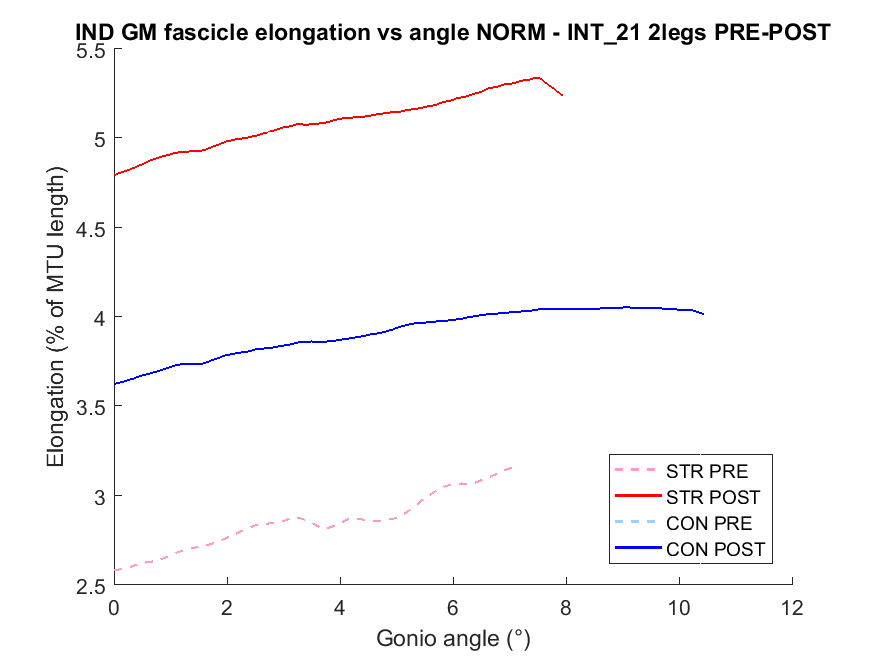 IND GM fascicle elongation vs angle NORM - INT_21 2legs PRE-POST
5.5
5
4.5
4
3.5
3
2.5
Elongation (% of MTU length)
0
2
4
6
8
10
12
Gonio angle (°)
STR PRE
STR POST
CON PRE
CON POST